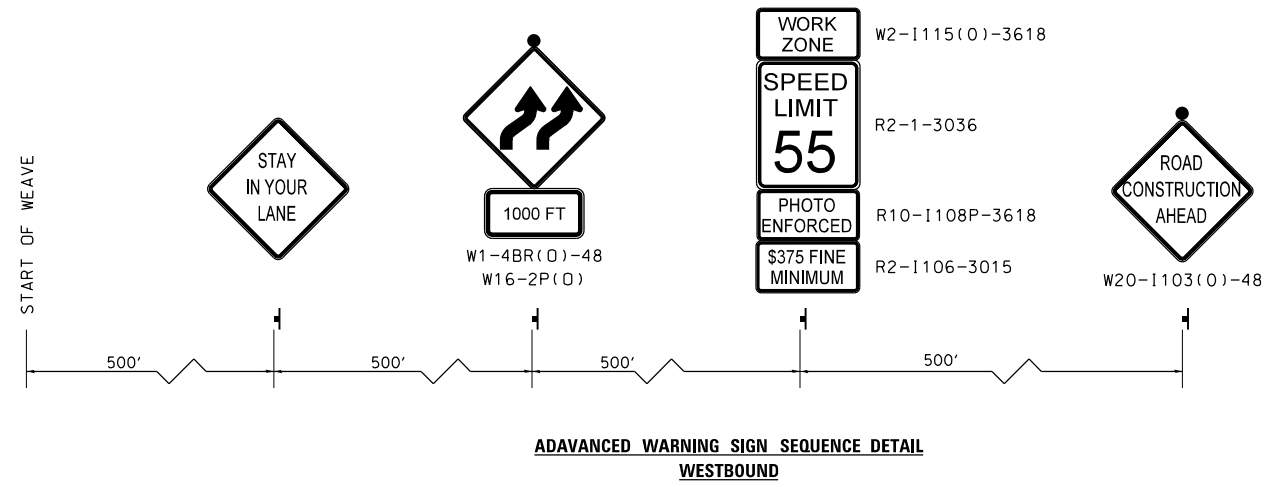 START OF WEAVE
STAY
IN YOUR
LANE
1000 FT
W1-4BR(O)-48
W16-2P(O)
WORK
ZONE
SPEED
LIMIT
55
PHOTO
ENFORCED
$375 FINE
MINIMUM
W2-I115(O)-3618
R2-1-3036
R10-I108P-3618
R2-I106-3015
ROAD
CONSTRUCTION
AHEAD
W20-I103(O)-48
500' 500' 500' 500'
ADAVANCED WARNING SIGN SEQUENCE DETAIL
WESTBOUND